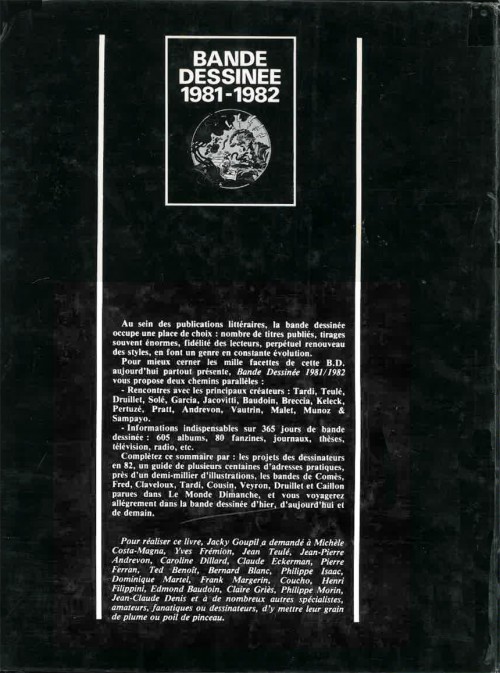 BANDE
DESSINEE
1981-1982
Au sein des publications littéraires, la bande dessinée
occupe une place de choix : nombre de titres publiés, tirages
souvent énormes, fidélité des lecteurs, perpétuel renouveau
des styles, en font un genre en constante évolution.
Pour mieux cerner les mille facettes de cette B.D.
aujourd'hui partout présente, Bande Dessinée 1981/1982
vous propose deux chemins parallèles :
- Rencontres avec les principaux créateurs : Tardi, Teulé,
Druillet, Solé, Garcia, Jacovitti, Baudoin, Breccia, Keleck,
Pertuzé, Pratt, Andrevon, Vautrin, Malet, Munoz &
Sampayo.
- Informations indispensables sur 365 jours de bande
dessinée : 605 albums, 80 fanzines, journaux, thèses,
télévision, radio, etc.
Complétez ce sommaire par : les projets des dessinateurs
en 82, un guide de plusieurs centaines d'adresses pratiques,
près d'un demi-millier d'illustrations, les bandes de Comès,
Fred, Claveloux, Tardi, Cousin, Veyron, Druillet et Caillon
parues dans Le Monde Dimanche, et vous voyagerez
allégrement dans la bande dessinée d'hier, d'aujourd'hui et
de demain.
Pour réaliser ce livre, Jacky Goupil a demandé à Michèle
Costa-Magna, Yves Frémion, Jean Teulé, Jean-Pierre
Andrevon, Caroline Dillard, Claude Eckerman, Pierre
Ferran, Ted Benoît, Bernard Blanc, Philippe Isaac,
Dominique Martel, Frank Margerin, Coucho, Henri
Filippini, Edmond Baudoin, Claire Griès, Philippe Morin,
Jean-Claude Denis et à de nombreux autres spécialistes,
amateurs, fanatiques ou dessinateurs, d'y mettre leur grain
de plume ou poil de pinceau.